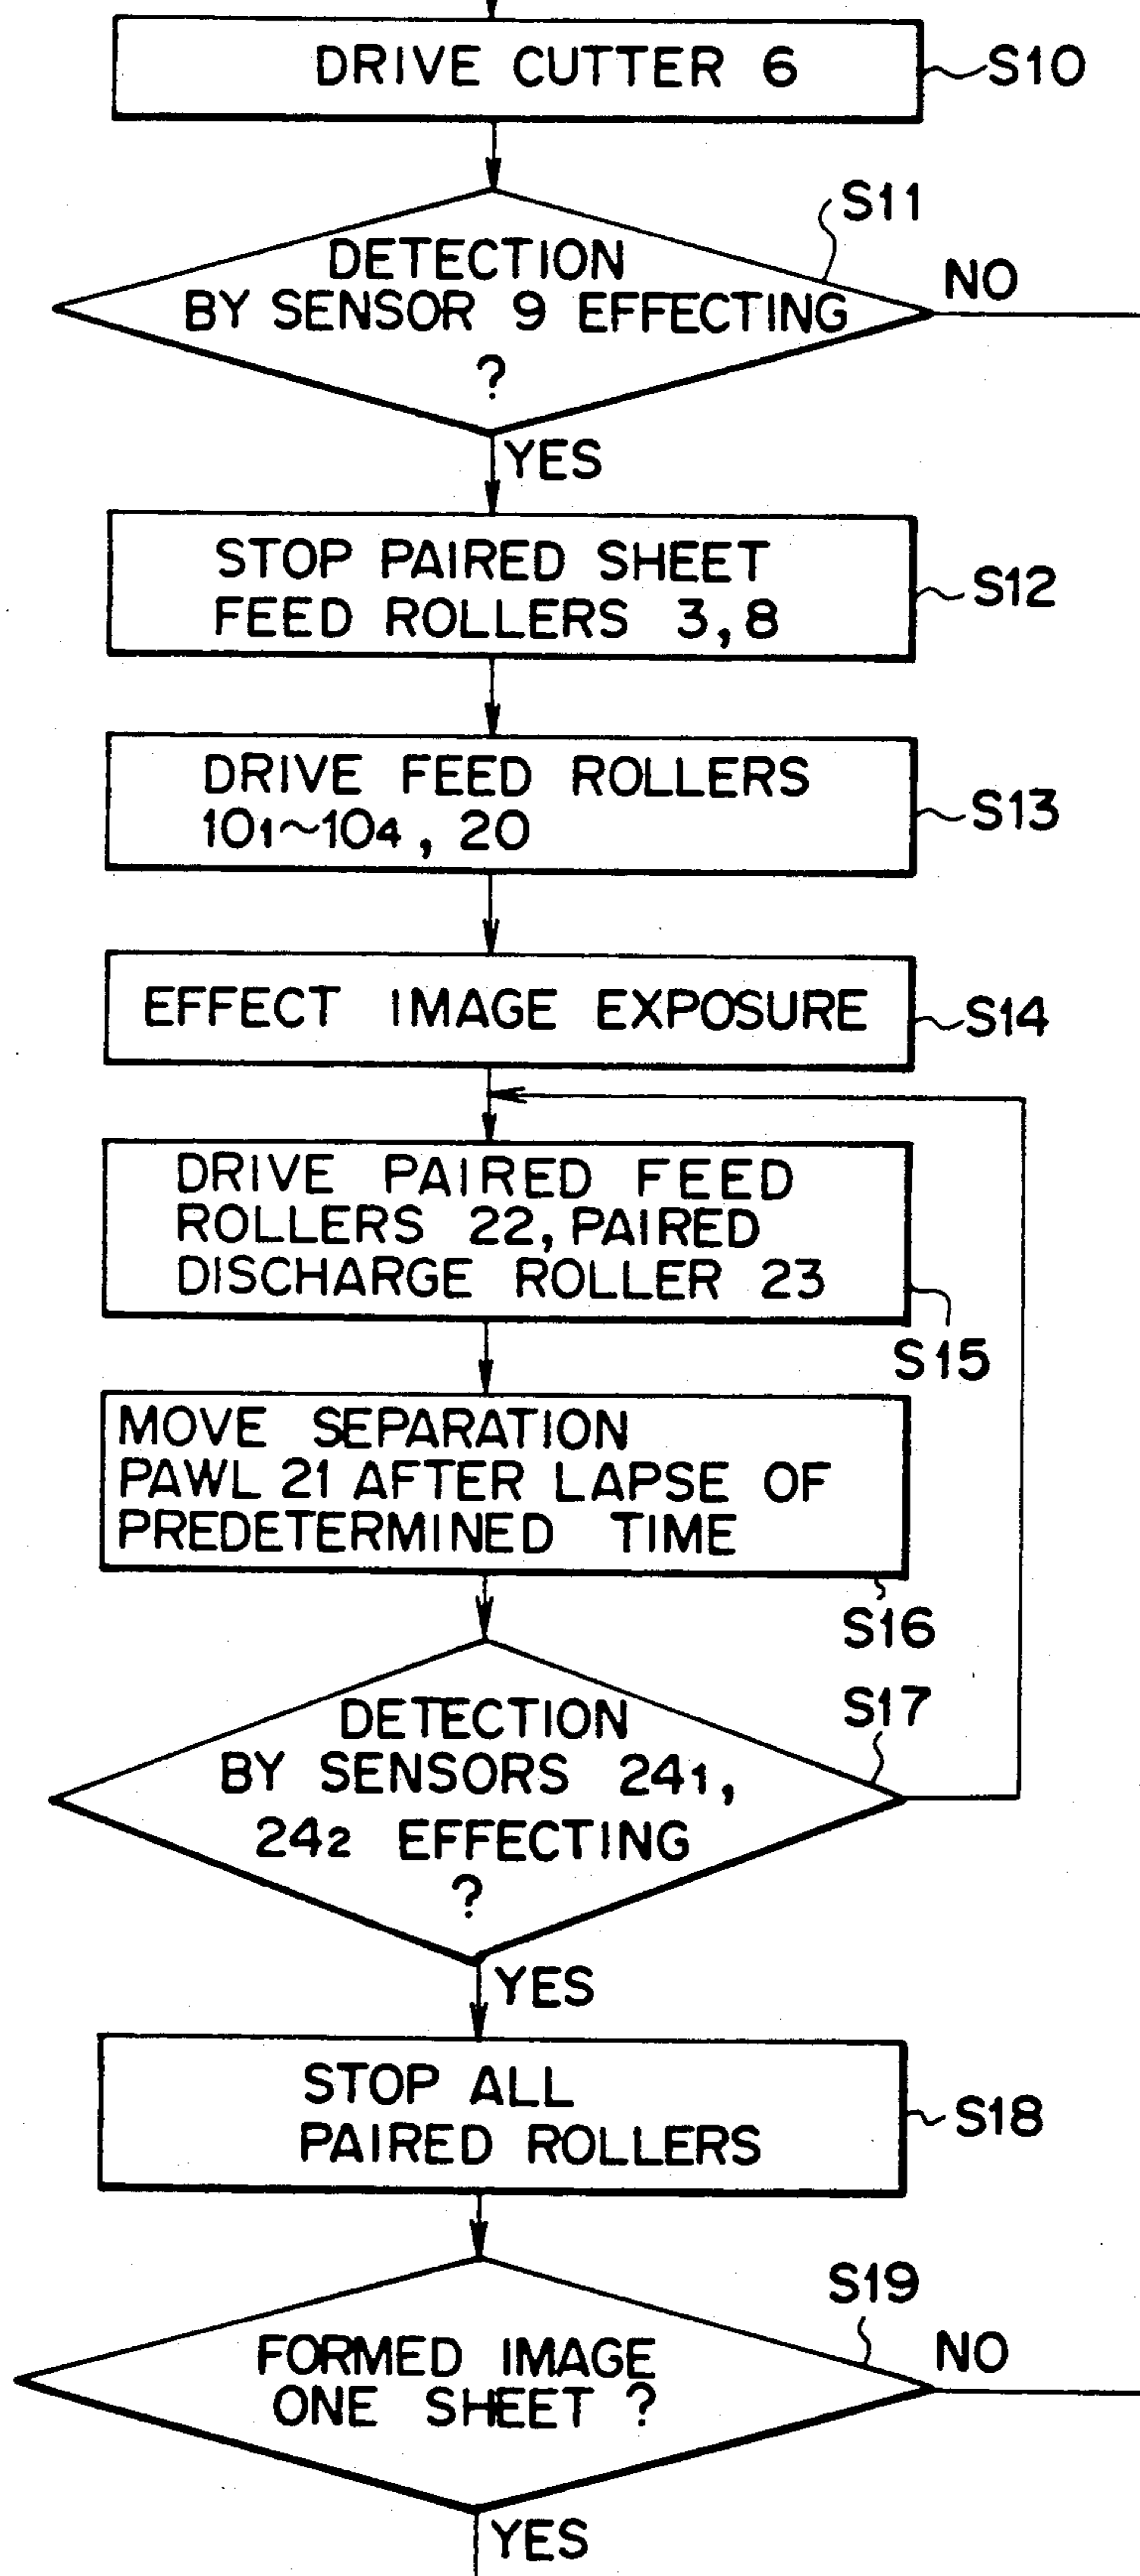 DRIVE CUTTER 6
S10
S11
DETECTION
BY SENSOR 9 EFFECTING
?
NO
YES
STOP PAIRED SHEET
FEED ROLLERS 3,8
S12
DRIVE FEED ROLLERS
10₁~10₄, 20
S13
EFFECT IMAGE EXPOSURE
S14
DRIVE PAIRED FEED
ROLLERS 22, PAIRED
DISCHARGE ROLLER 23
S15
MOVE SEPARATION
PAWL 21 AFTER LAPSE OF
PREDETERMINED TIME
S16
S17
DETECTION
BY SENSORS 24₁,
24₂ EFFECTING
?
YES
STOP ALL
PAIRED ROLLERS
S18
S19
FORMED IMAGE
ONE SHEET ?
NO
YES